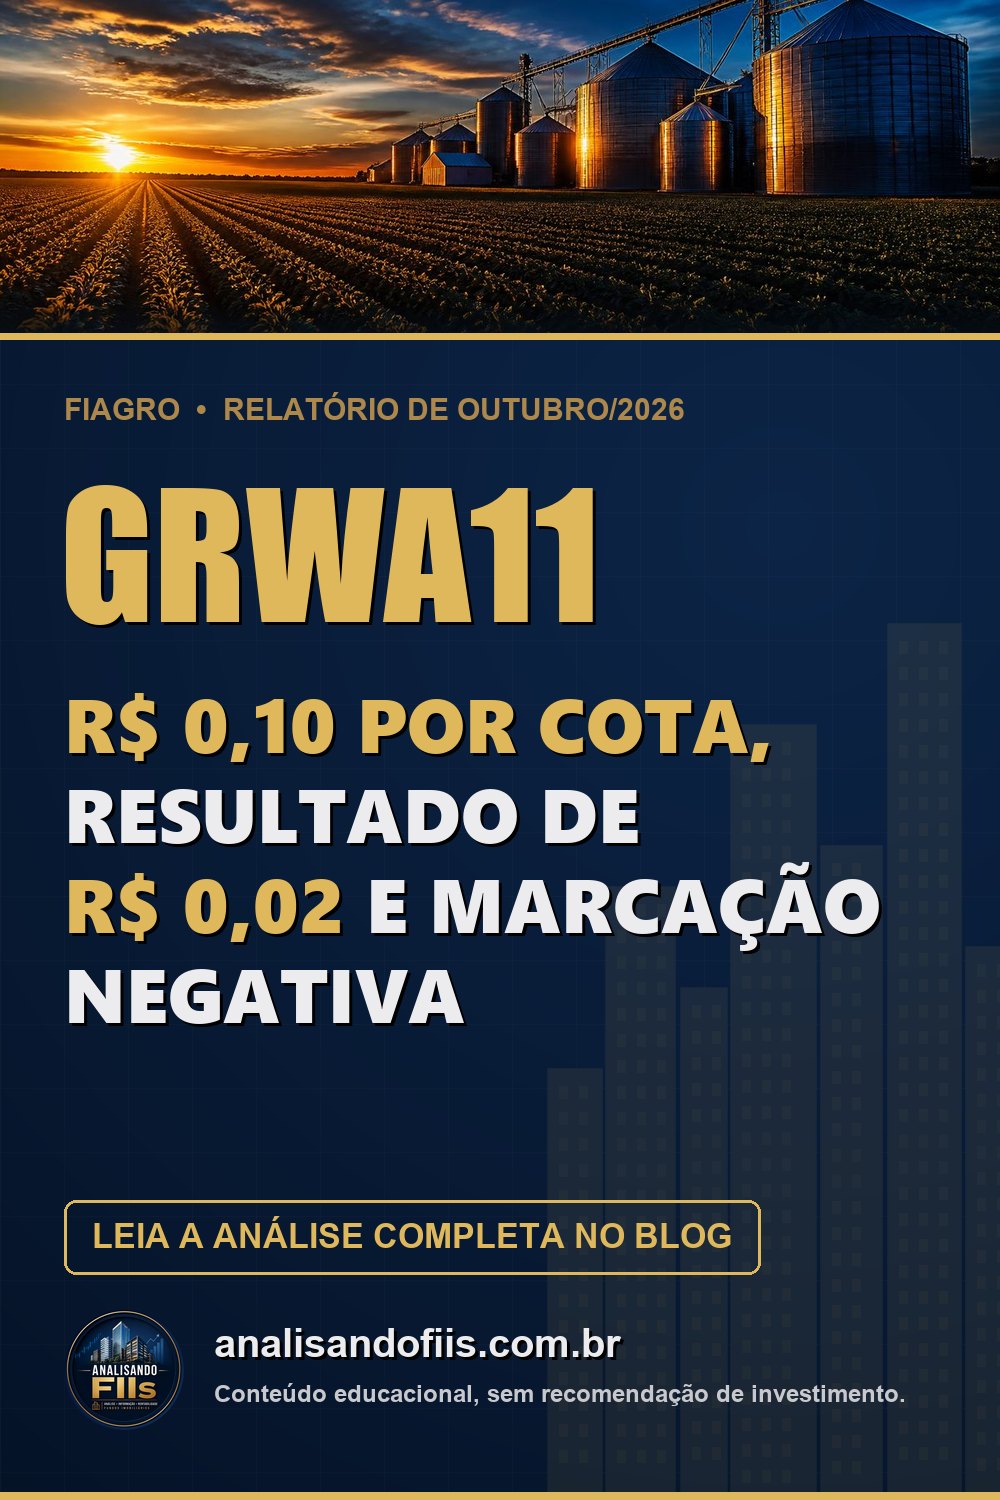 FIAGRO • RELATÓRIO DE OUTUBRO/2026
GRWA11
R$ 0,10 POR COTA,
RESULTADO DE
R$ 0,02 E MARCAÇÃO
NEGATIVA
LEIA A ANÁLISE COMPLETA NO BLOG
ANALISANDO
FIIs
analisandofiis.com.br
Conteúdo educacional, sem recomendação de investimento.